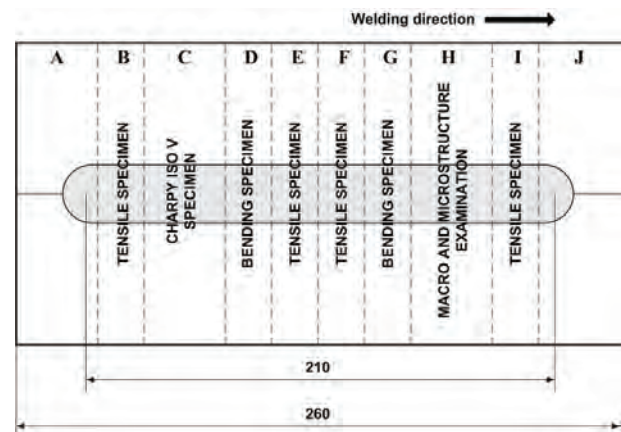 Welding direction
A B C D E F G H I J
TENSILE SPECIMEN
CHARPY ISO V
SPECIMEN
BENDING SPECIMEN
TENSILE SPECIMEN
TENSILE SPECIMEN
BENDING SPECIMEN
MACRO AND MICROSTRUCTURE
EXAMINATION
TENSILE SPECIMEN
210
260